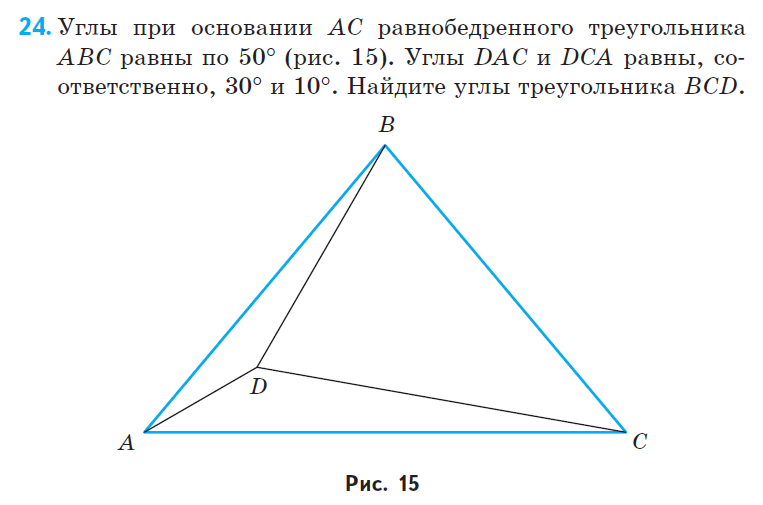 24. Углы при основании AC равнобедренного треугольника
ABC равны по 50° (рис. 15). Углы DAC и DCA равны, со-
ответственно, 30° и 10°. Найдите углы треугольника BCD.
B
D
A
C
Рис. 15